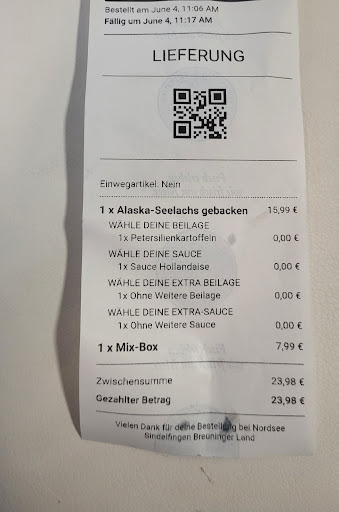 Bestellt am June 4, 11:06 AM
Fällig um June 4, 11:17 AM
LIEFERUNG
Einwegartikel: Nein
1 x Alaska-Seelachs gebacken 15,99 €
WÄHLE DEINE BEILAGE
1x Petersilienkartoffeln 0,00 €
WÄHLE DEINE SAUCE
1x Sauce Hollandaise 0,00 €
WÄHLE DEINE EXTRA BEILAGE
1x Ohne Weitere Beilage 0,00 €
WÄHLE DEINE EXTRA-SAUCE
1x Ohne Weitere Sauce 0,00 €
1 x Mix-Box 7,99 €
Zwischensumme 23,98 €
Gezahlter Betrag 23,98 €
Vielen Dank für deine Bestellung bei Nordsee
Sindelfingen Breuninger Land